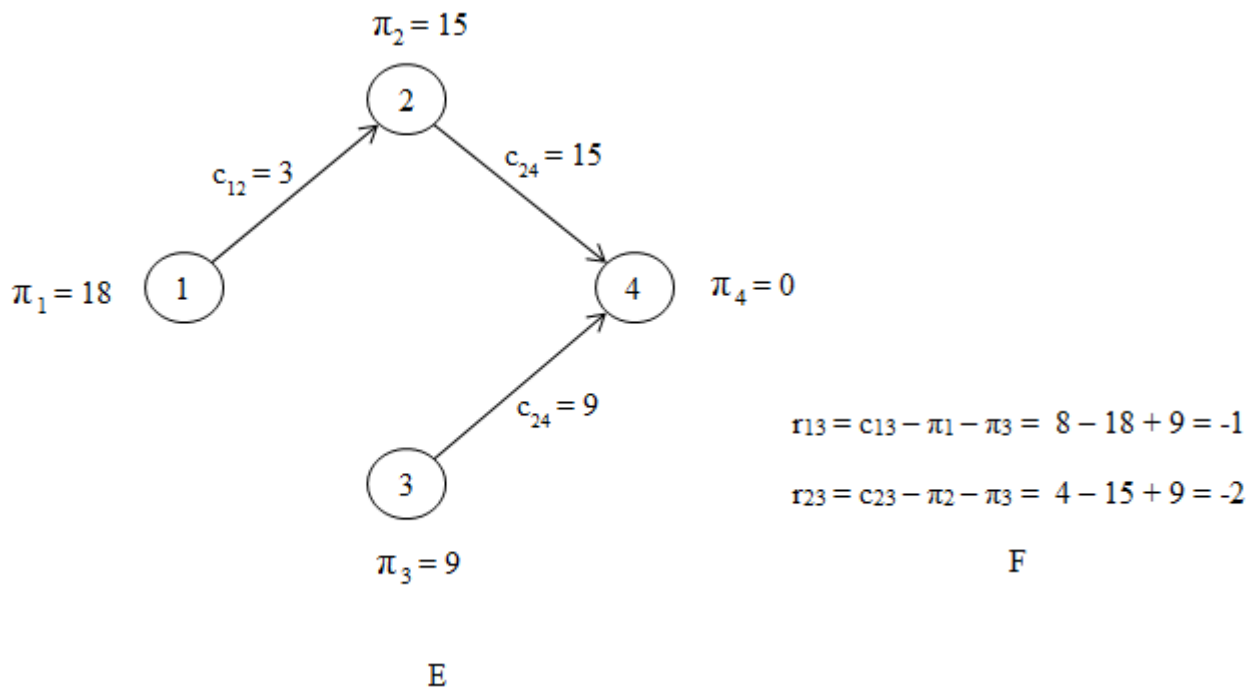 π₂ = 15
2
c₁₂ = 3
c₂₄ = 15
π₁ = 18
1
4
π₄ = 0
c₂₄ = 9
3
π₃ = 9
r₁₃ = c₁₃ – π₁ – π₃ = 8 – 18 + 9 = -1
r₂₃ = c₂₃ – π₂ – π₃ = 4 – 15 + 9 = -2
F
E